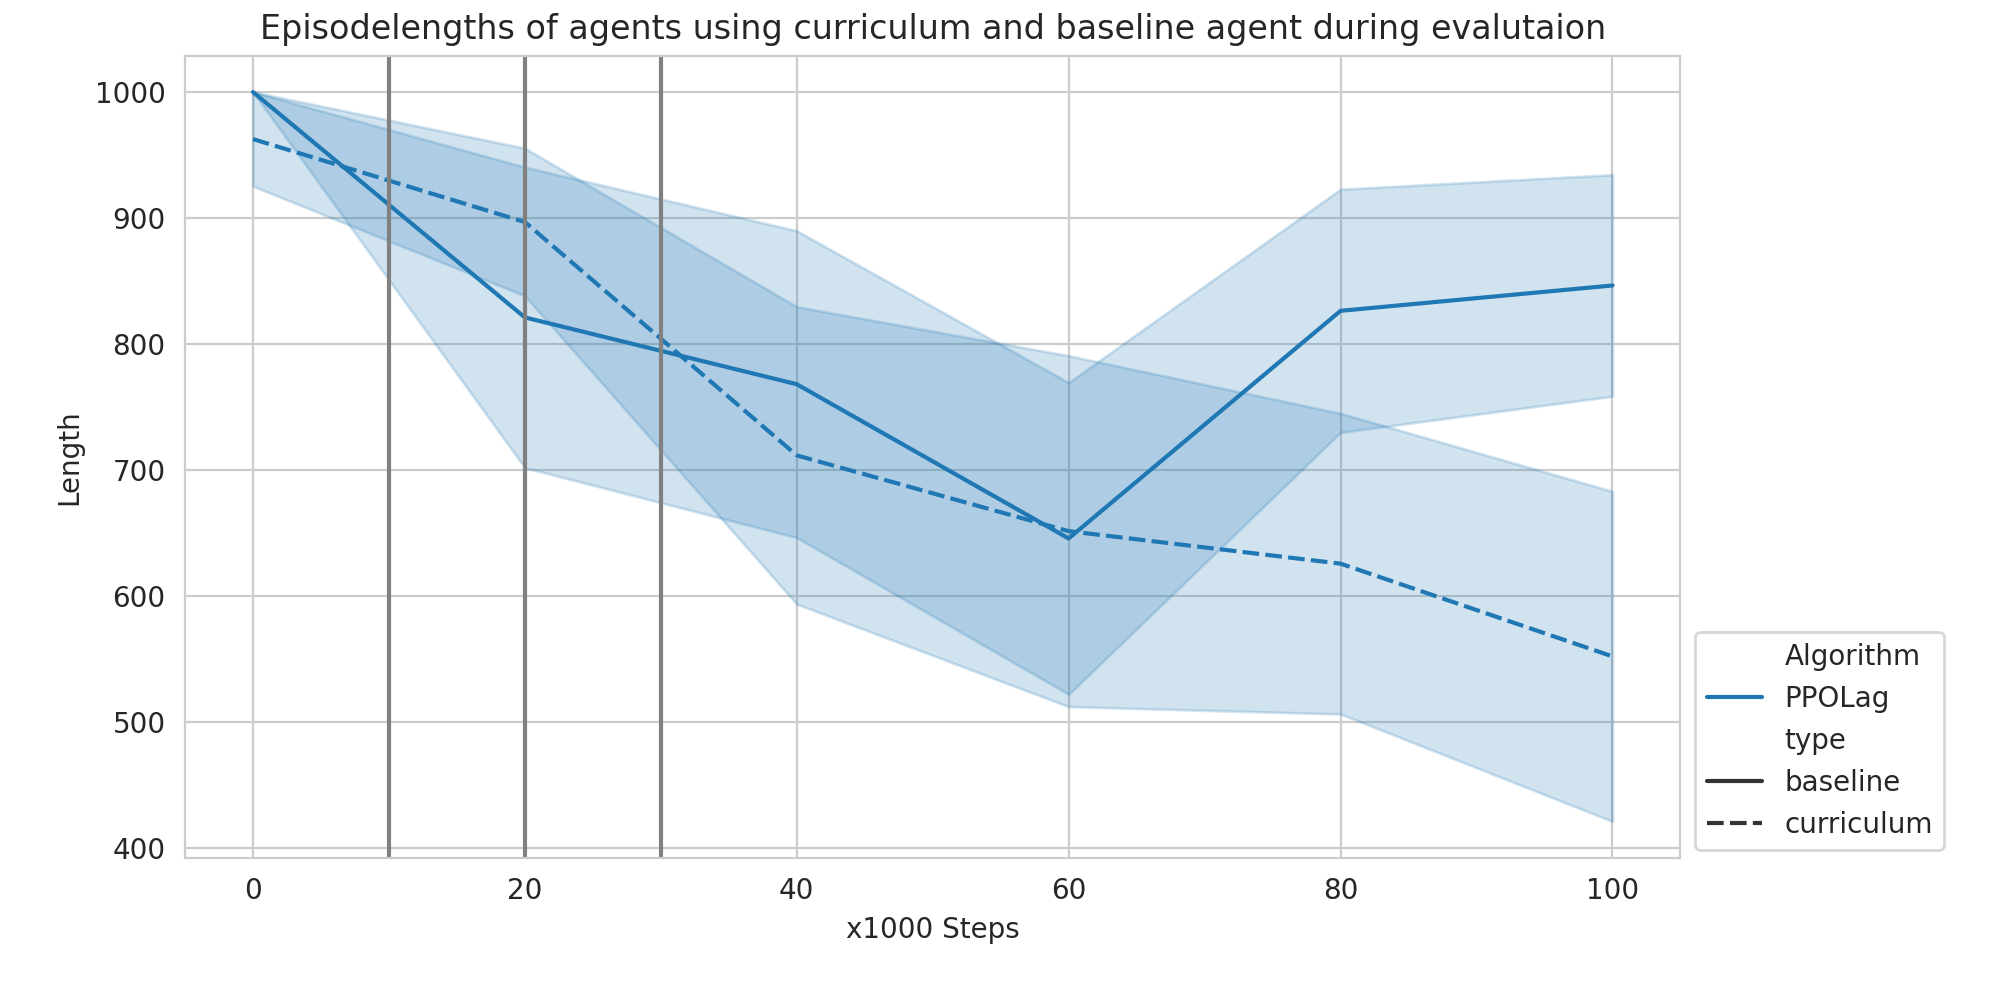 Episodelengths of agents using curriculum and baseline agent during evalutaion
1000
900
800
700
600
500
400
Length
0 20 40 60 80 100
x1000 Steps
Algorithm
PPOLag
type
baseline
curriculum